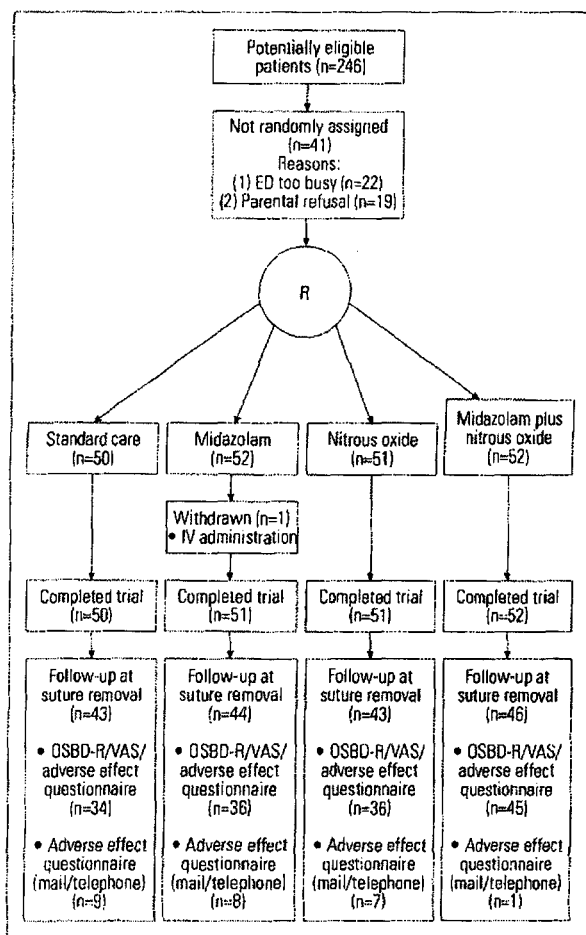 Potentially eligible
patients (n=246)
Not randomly assigned
(n=41)
Reasons:
(1) ED too busy (n=22)
(2) Parental refusal (n=19)
R
Standard care
(n=50)
Midazolam
(n=52)
Nitrous oxide
(n=51)
Midazolam plus
nitrous oxide
(n=52)
Withdrawn (n=1)
• IV administration
Completed trial
(n=50)
Completed trial
(n=51)
Completed trial
(n=51)
Completed trial
(n=52)
Follow-up at
suture removal
(n=43)
• OSBD-R/VAS/
adverse effect
questionnaire
(n=34)
• Adverse effect
questionnaire
(mail/telephone)
(n=9)
Follow-up at
suture removal
(n=44)
• OSBD-R/VAS/
adverse effect
questionnaire
(n=36)
• Adverse effect
questionnaire
(mail/telephone)
(n=8)
Follow-up at
suture removal
(n=43)
• OSBD-R/VAS/
adverse effect
questionnaire
(n=36)
• Adverse effect
questionnaire
(mail/telephone)
(n=7)
Follow-up at
suture removal
(n=46)
• OSBD-R/VAS/
adverse effect
questionnaire
(n=45)
• Adverse effect
questionnaire
(mail/telephone)
(n=1)